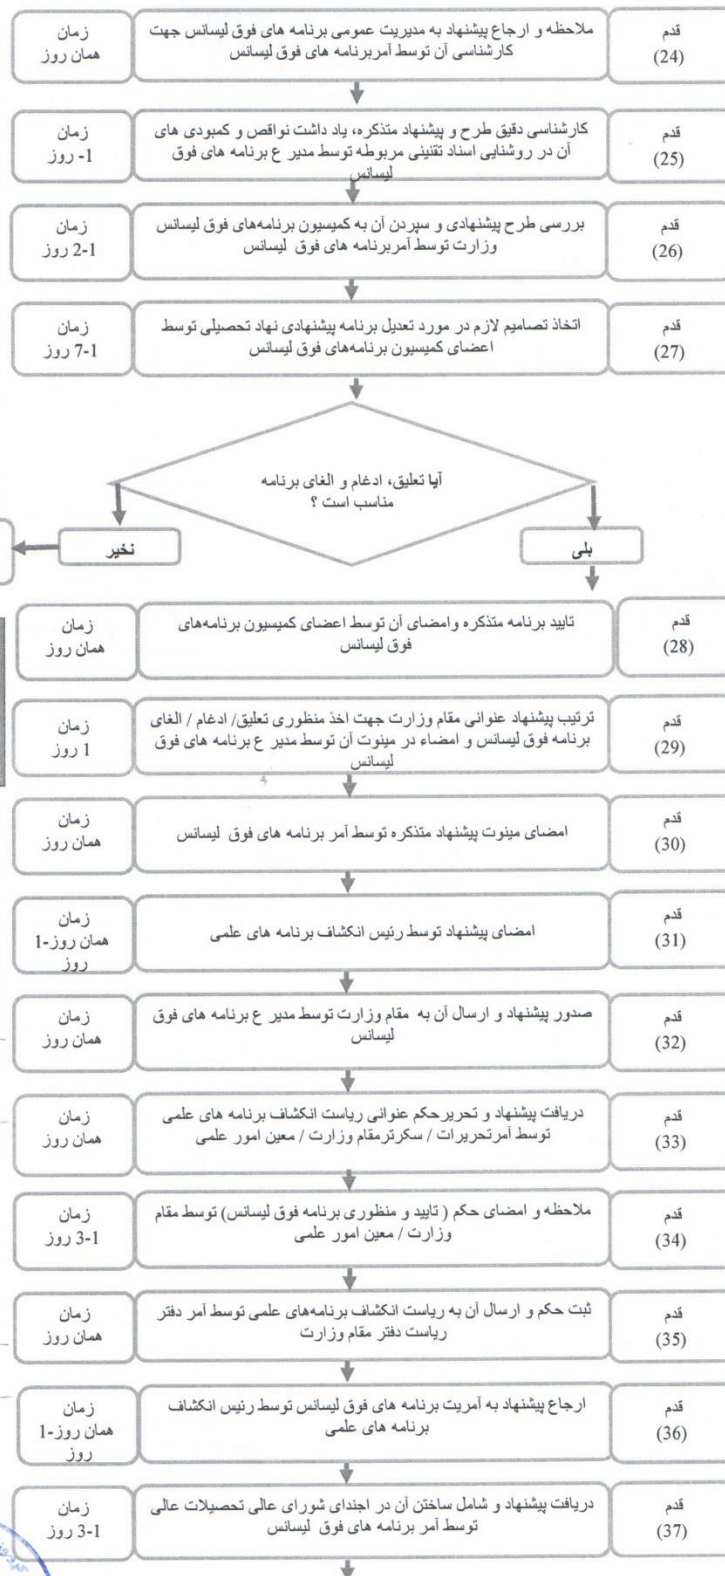 قدم
(24)
ملاحظه و ارجاع پیشنهاد به مدیریت عمومی برنامه های فوق لیسانس جهت
کارشناسی آن توسط آمربرنامه های فوق لیسانس
زمان
همان روز
قدم
(25)
کارشناسی دقیق طرح و پیشنهاد متذکره، یاد داشت نواقص و کمبودی های
آن در روشنایی اسناد تقنینی مربوطه توسط مدیر ع برنامه های فوق
لیسانس
زمان
1- روز
قدم
(26)
بررسی طرح پیشنهادی و سپردن آن به کمیسیون برنامه‌های فوق لیسانس
وزارت توسط آمربرنامه های فوق لیسانس
زمان
2-1 روز
قدم
(27)
اتخاذ تصامیم لازم در مورد تعدیل برنامه پیشنهادی نهاد تحصیلی توسط
اعضای کمیسیون برنامه‌های فوق لیسانس
زمان
7-1 روز
آیا تعلیق، ادغام و الغای برنامه
مناسب است ؟
بلی
نخیر
قدم
(28)
تایید برنامه متذکره وامضای آن توسط اعضای کمیسیون برنامه‌های
فوق لیسانس
زمان
همان روز
قدم
(29)
ترتیب پیشنهاد عنوانی مقام وزارت جهت اخذ منظوری تعلیق/ ادغام / الغای
برنامه فوق لیسانس و امضاء در مینوت آن توسط مدیر ع برنامه های فوق
لیسانس
زمان
1 روز
قدم
(30)
امضای مینوت پیشنهاد متذکره توسط آمر برنامه های فوق لیسانس
زمان
همان روز
قدم
(31)
امضای پیشنهاد توسط رئیس انکشاف برنامه های علمی
زمان
همان روز-1
روز
قدم
(32)
صدور پیشنهاد و ارسال آن به مقام وزارت توسط مدیر ع برنامه های فوق
لیسانس
زمان
همان روز
قدم
(33)
دریافت پیشنهاد و تحریرحکم عنوانی ریاست انکشاف برنامه های علمی
توسط آمرتحریرات / سکرترمقام وزارت / معین امور علمی
زمان
همان روز
قدم
(34)
ملاحظه و امضای حکم ( تایید و منظوری برنامه فوق لیسانس) توسط مقام
وزارت / معین امور علمی
زمان
3-1 روز
قدم
(35)
ثبت حکم و ارسال آن به ریاست انکشاف برنامه‌های علمی توسط آمر دفتر
ریاست دفتر مقام وزارت
زمان
همان روز
قدم
(36)
ارجاع پیشنهاد به آمریت برنامه های فوق لیسانس توسط رئیس انکشاف
برنامه های علمی
زمان
همان روز-1
روز
قدم
(37)
دریافت پیشنهاد و شامل ساختن آن در اجندای شورای عالی تحصیلات عالی
توسط آمر برنامه های فوق لیسانس
زمان
3-1 روز